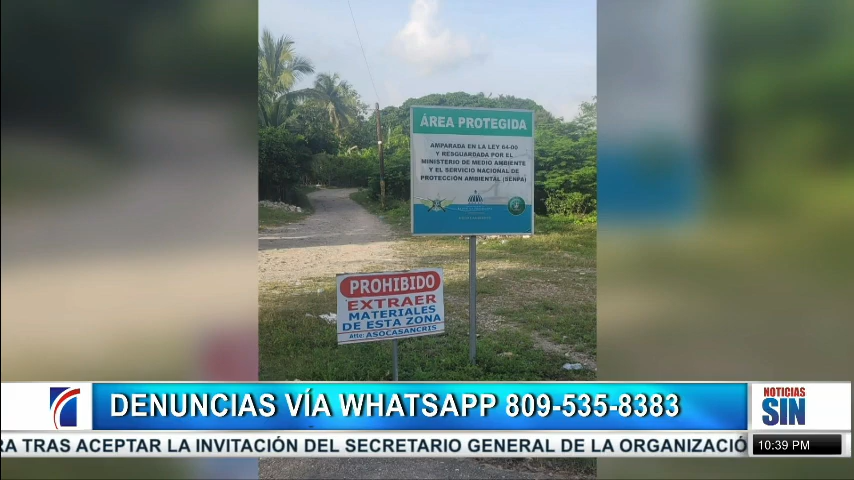 ÁREA PROTEGIDA
AMPARADA EN LA LEY 64-00
Y RESGUARDADA POR EL
MINISTERIO DE MEDIO AMBIENTE
Y EL SERVICIO NACIONAL DE
PROTECCIÓN AMBIENTAL (SENPA)
PROHIBIDO
EXTRAER
MATERIALES
DE ESTA ZONA
Atte: ASOCASANCRIS
DENUNCIAS VÍA WHATSAPP 809-535-8383
NOTICIAS
SIN
RA TRAS ACEPTAR LA INVITACIÓN DEL SECRETARIO GENERAL DE LA ORGANIZACIÓ
10:39 PM